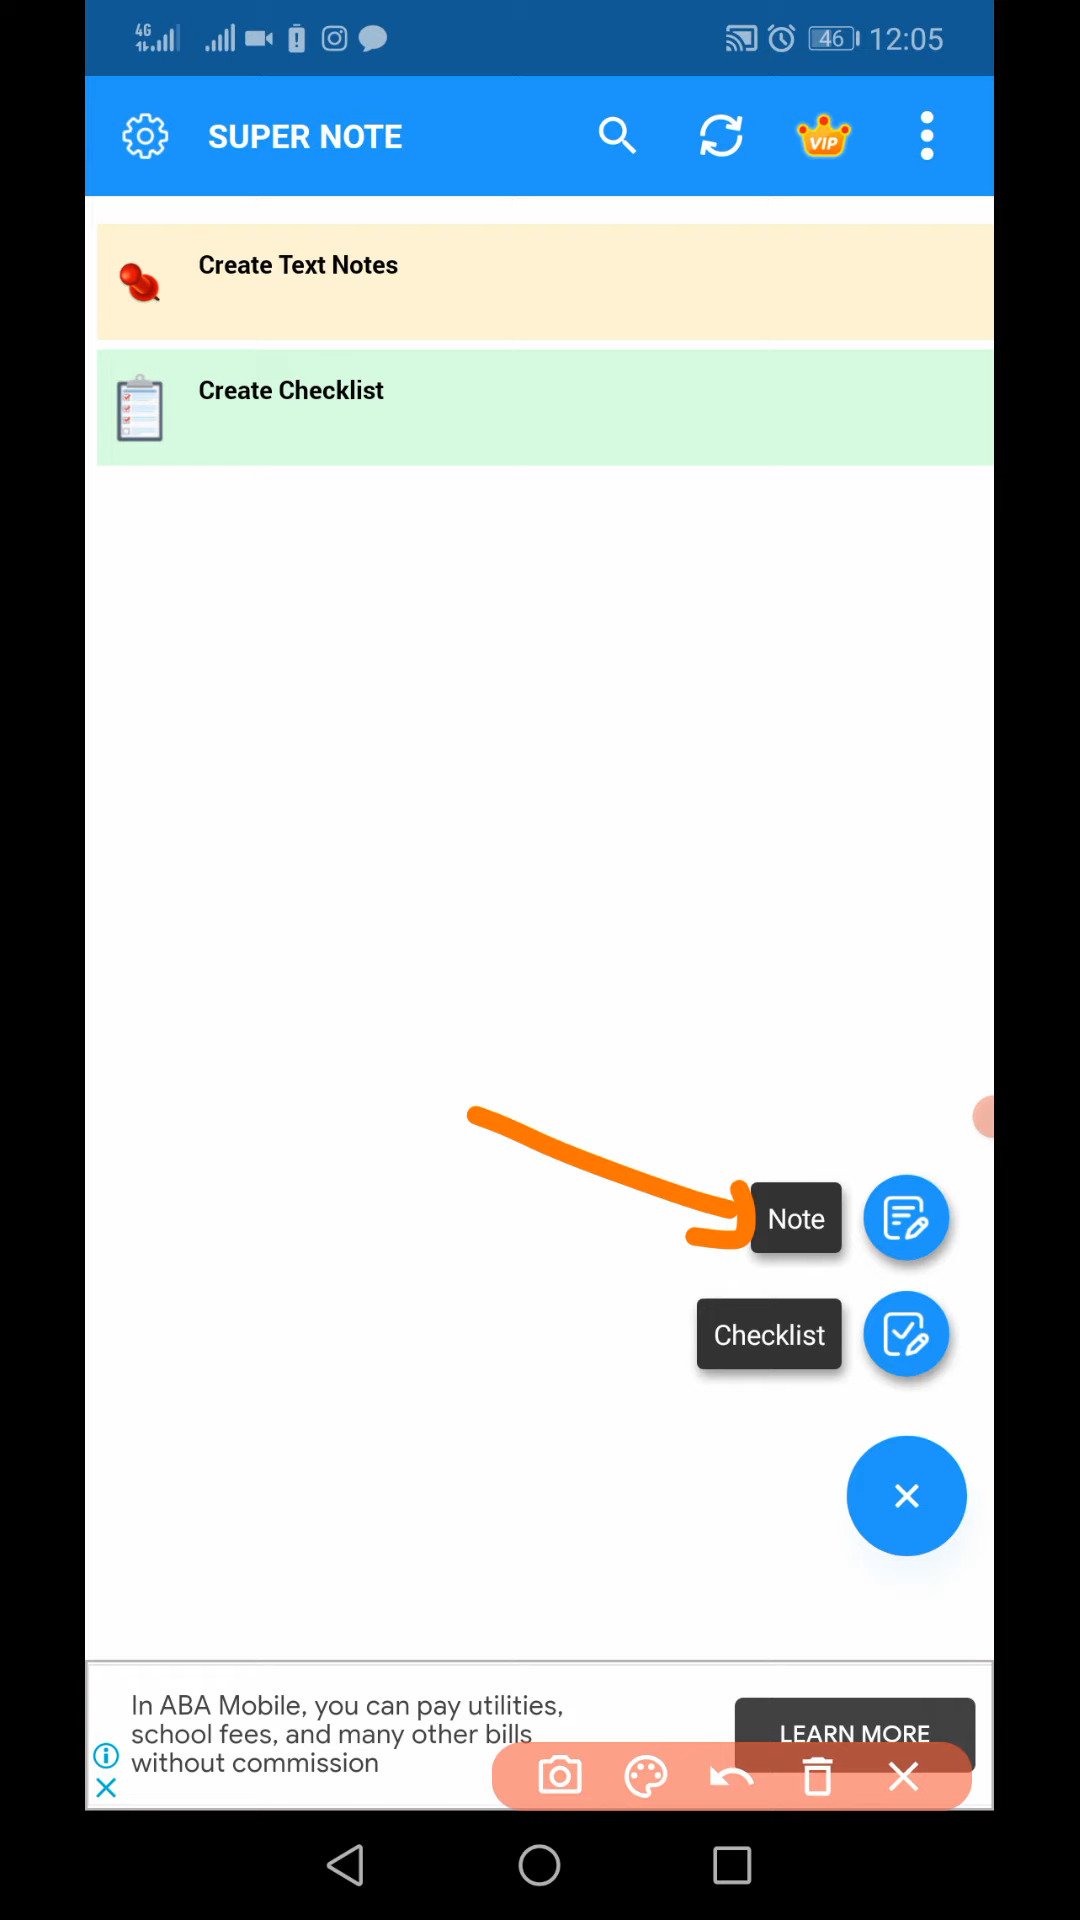 4G 46 12:05
SUPER NOTE
VIP
Create Text Notes
Create Checklist
Note
Checklist
In ABA Mobile, you can pay utilities,
school fees, and many other bills
without commission
LEARN MORE